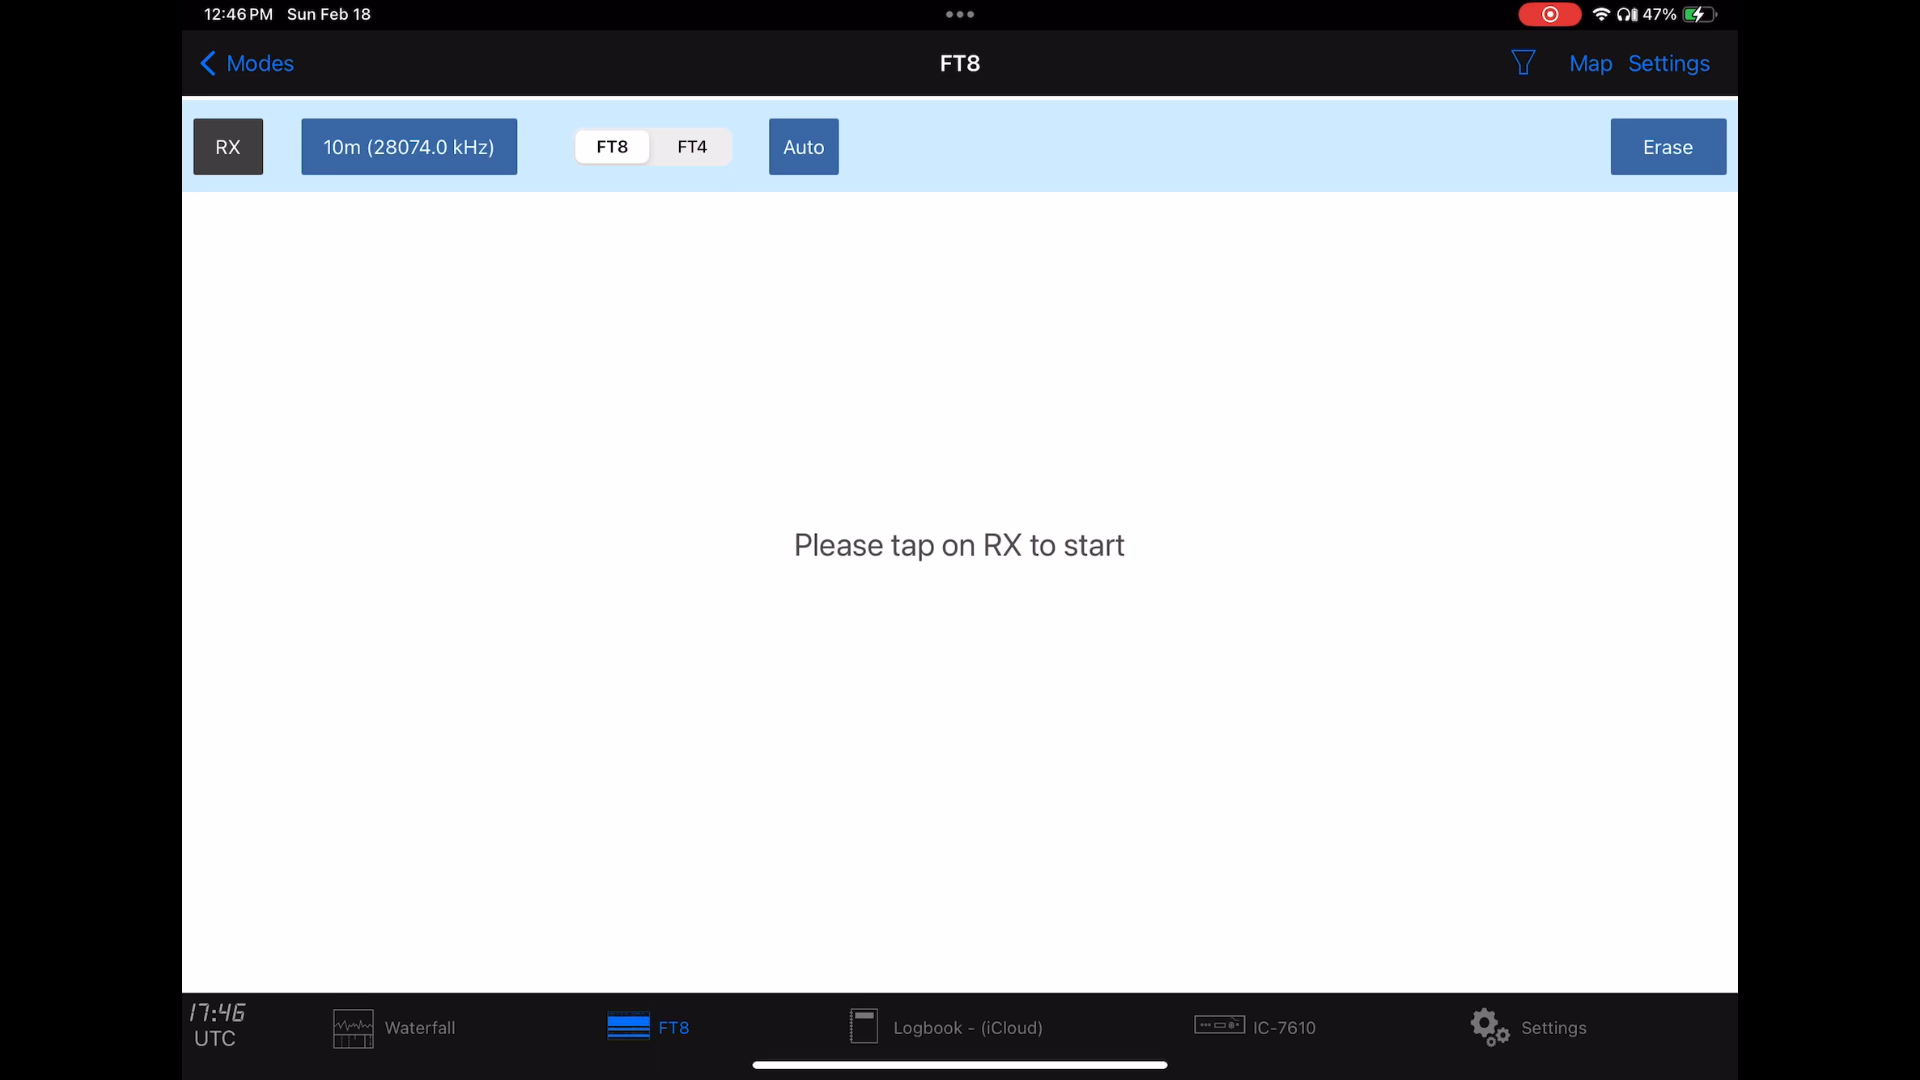 12:46 PM Sun Feb 18
47%
Modes
FT8
Map Settings
RX
10m (28074.0 kHz)
FT8
FT4
Auto
Erase
Please tap on RX to start
17:46
UTC
Waterfall
FT8
Logbook - (iCloud)
IC-7610
Settings